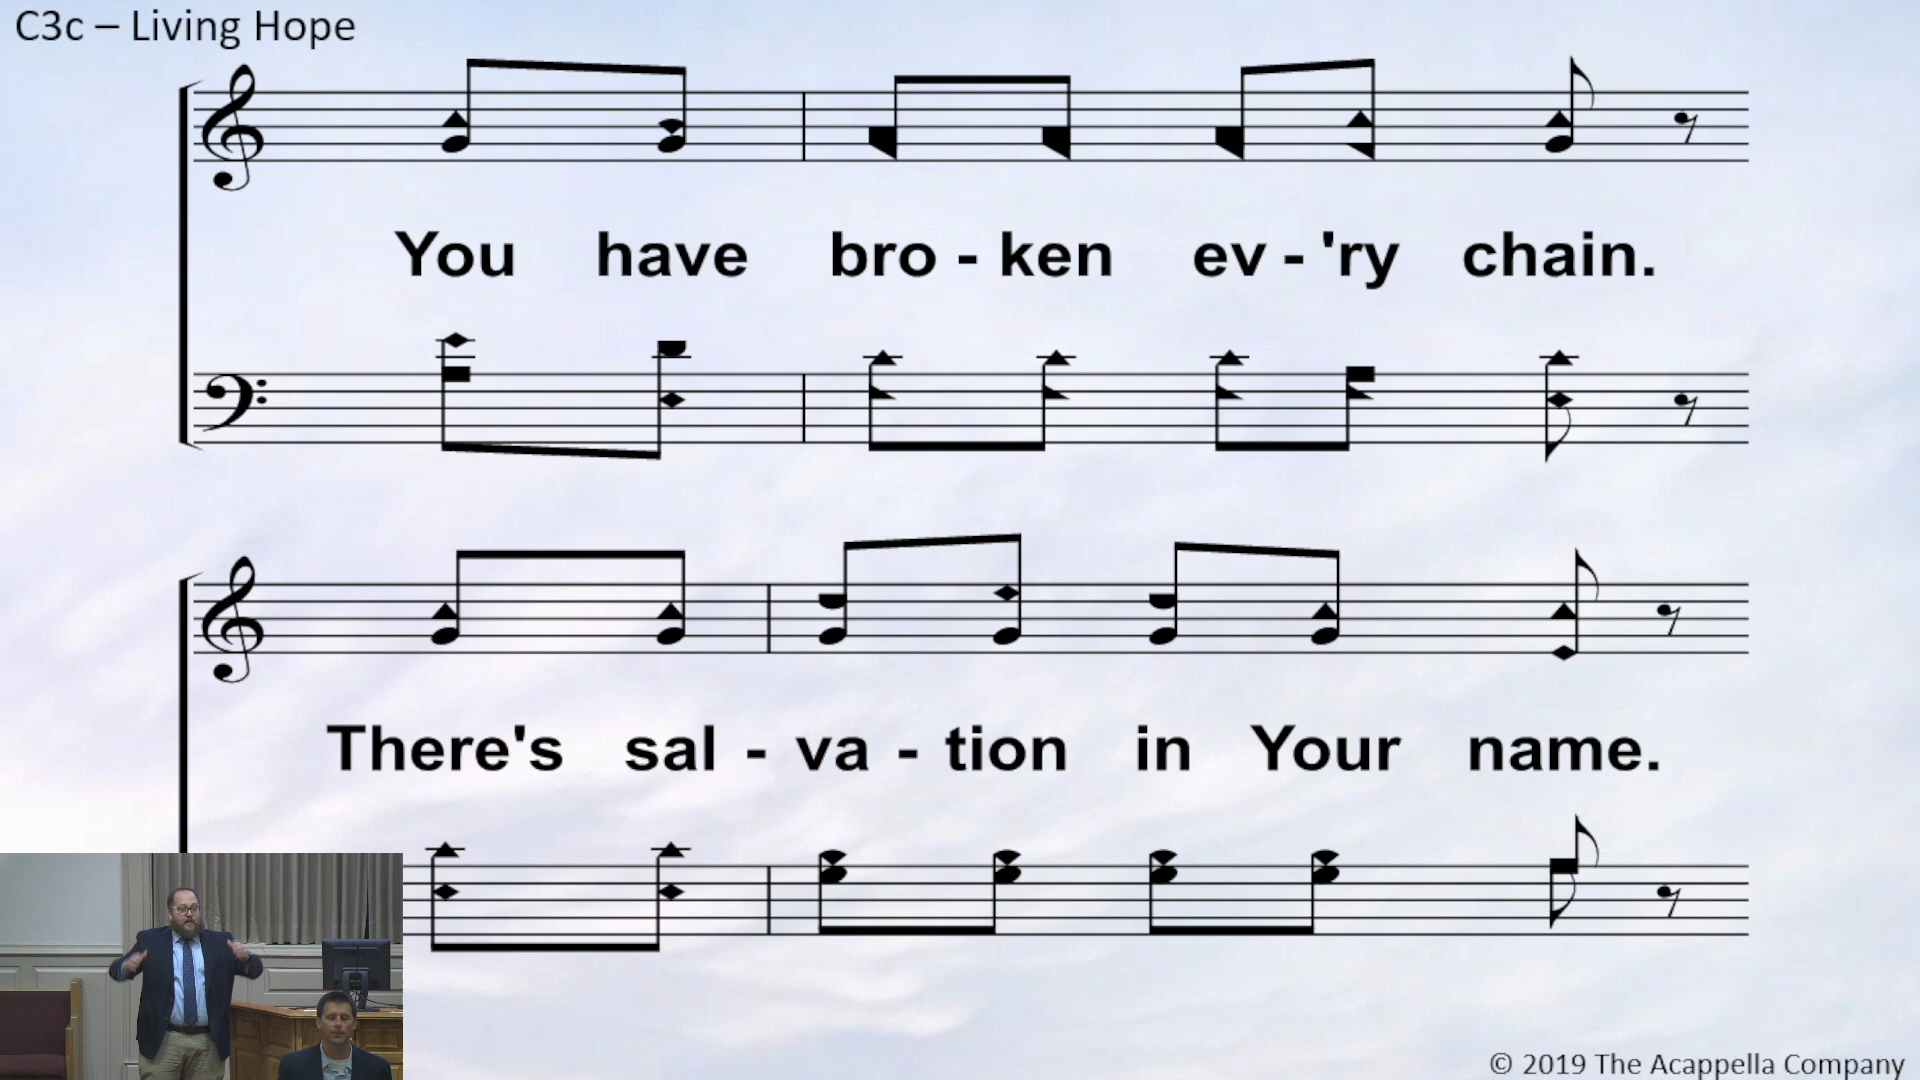 C3c – Living Hope
You have bro - ken ev - 'ry chain.
There's sal - va - tion in Your name.
© 2019 The Acappella Company